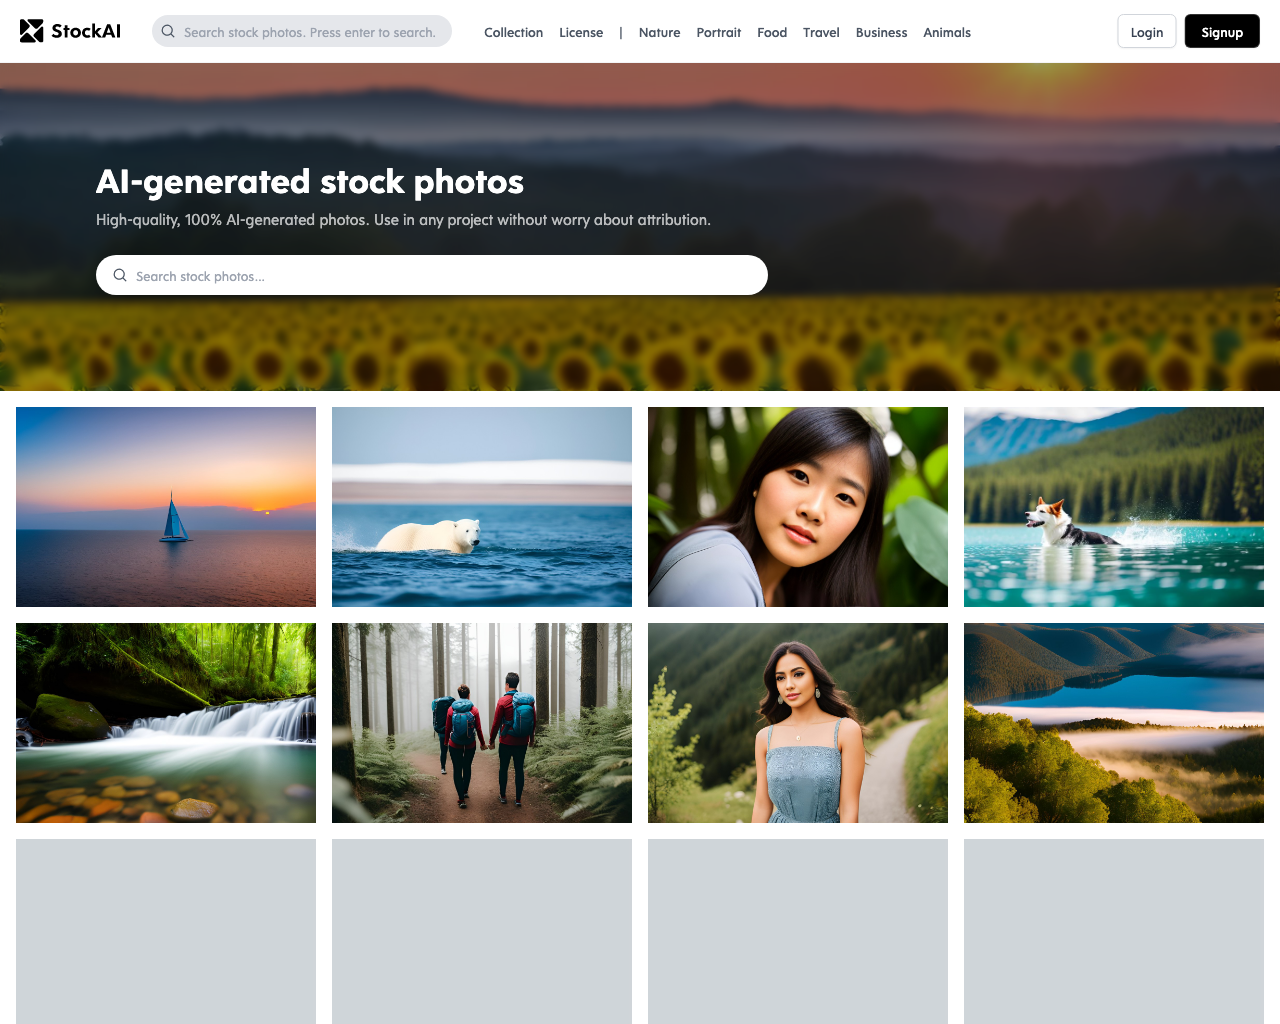 StockAI
Search stock photos. Press enter to search.
Collection License | Nature Portrait Food Travel Business Animals
Login
Signup
AI-generated stock photos
High-quality, 100% AI-generated photos. Use in any project without worry about attribution.
Search stock photos...